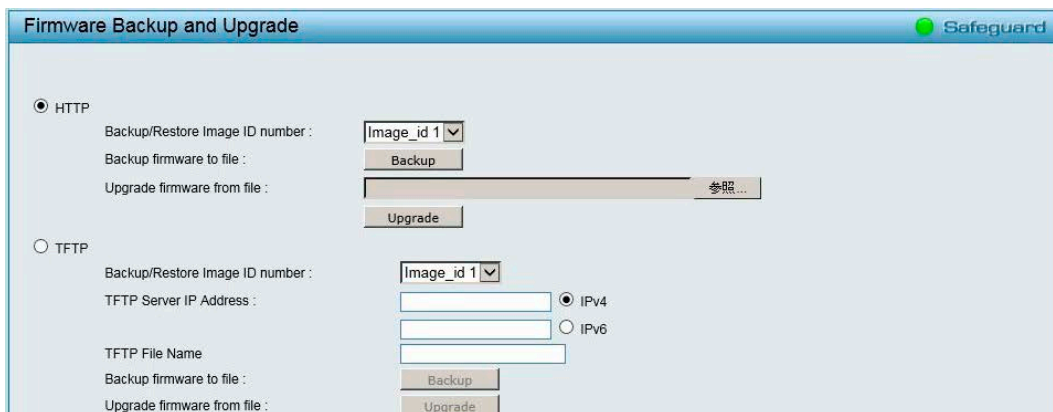 Firmware Backup and Upgrade
Safeguard
HTTP
Backup/Restore Image ID number : Image_id 1
Backup firmware to file : Backup
Upgrade firmware from file : 参照...
Upgrade
TFTP
Backup/Restore Image ID number : Image_id 1
TFTP Server IP Address : IPv4
IPv6
TFTP File Name
Backup firmware to file : Backup
Upgrade firmware from file : Upgrade